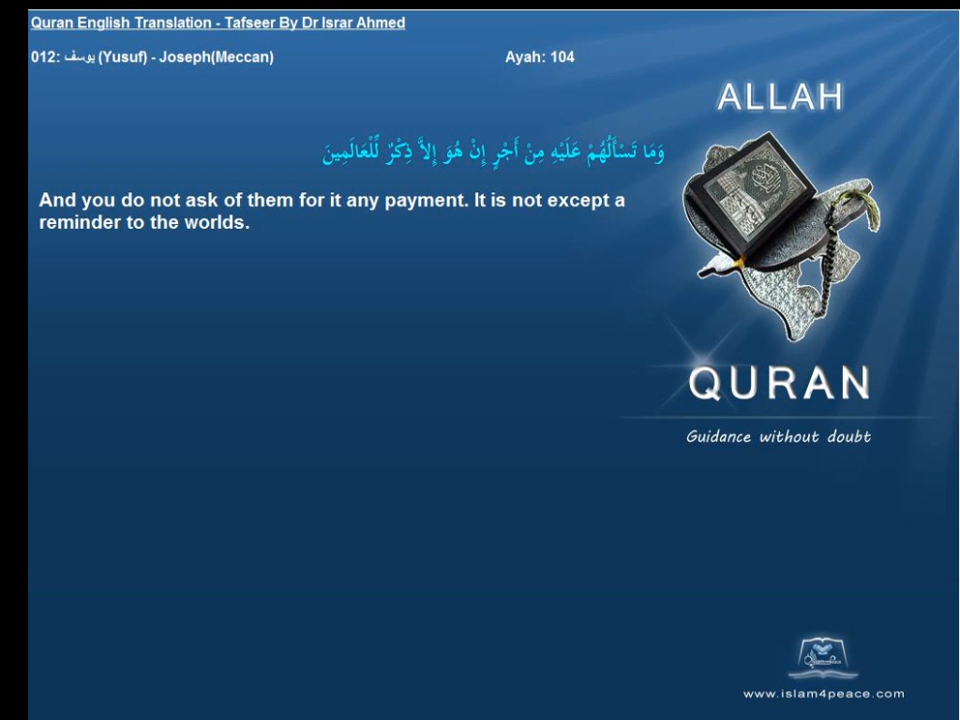 Quran English Translation - Tafseer By Dr Israr Ahmed
012: يوسف (Yusuf) - Joseph(Meccan) Ayah: 104
ALLAH
وَمَا تَسْأَلُهُمْ عَلَيْهِ مِنْ أَجْرٍ إِنْ هُوَ إِلاَّ ذِكْرٌ لِّلْعَالَمِينَ
And you do not ask of them for it any payment. It is not except a
reminder to the worlds.
QURAN
Guidance without doubt
www.islam4peace.com